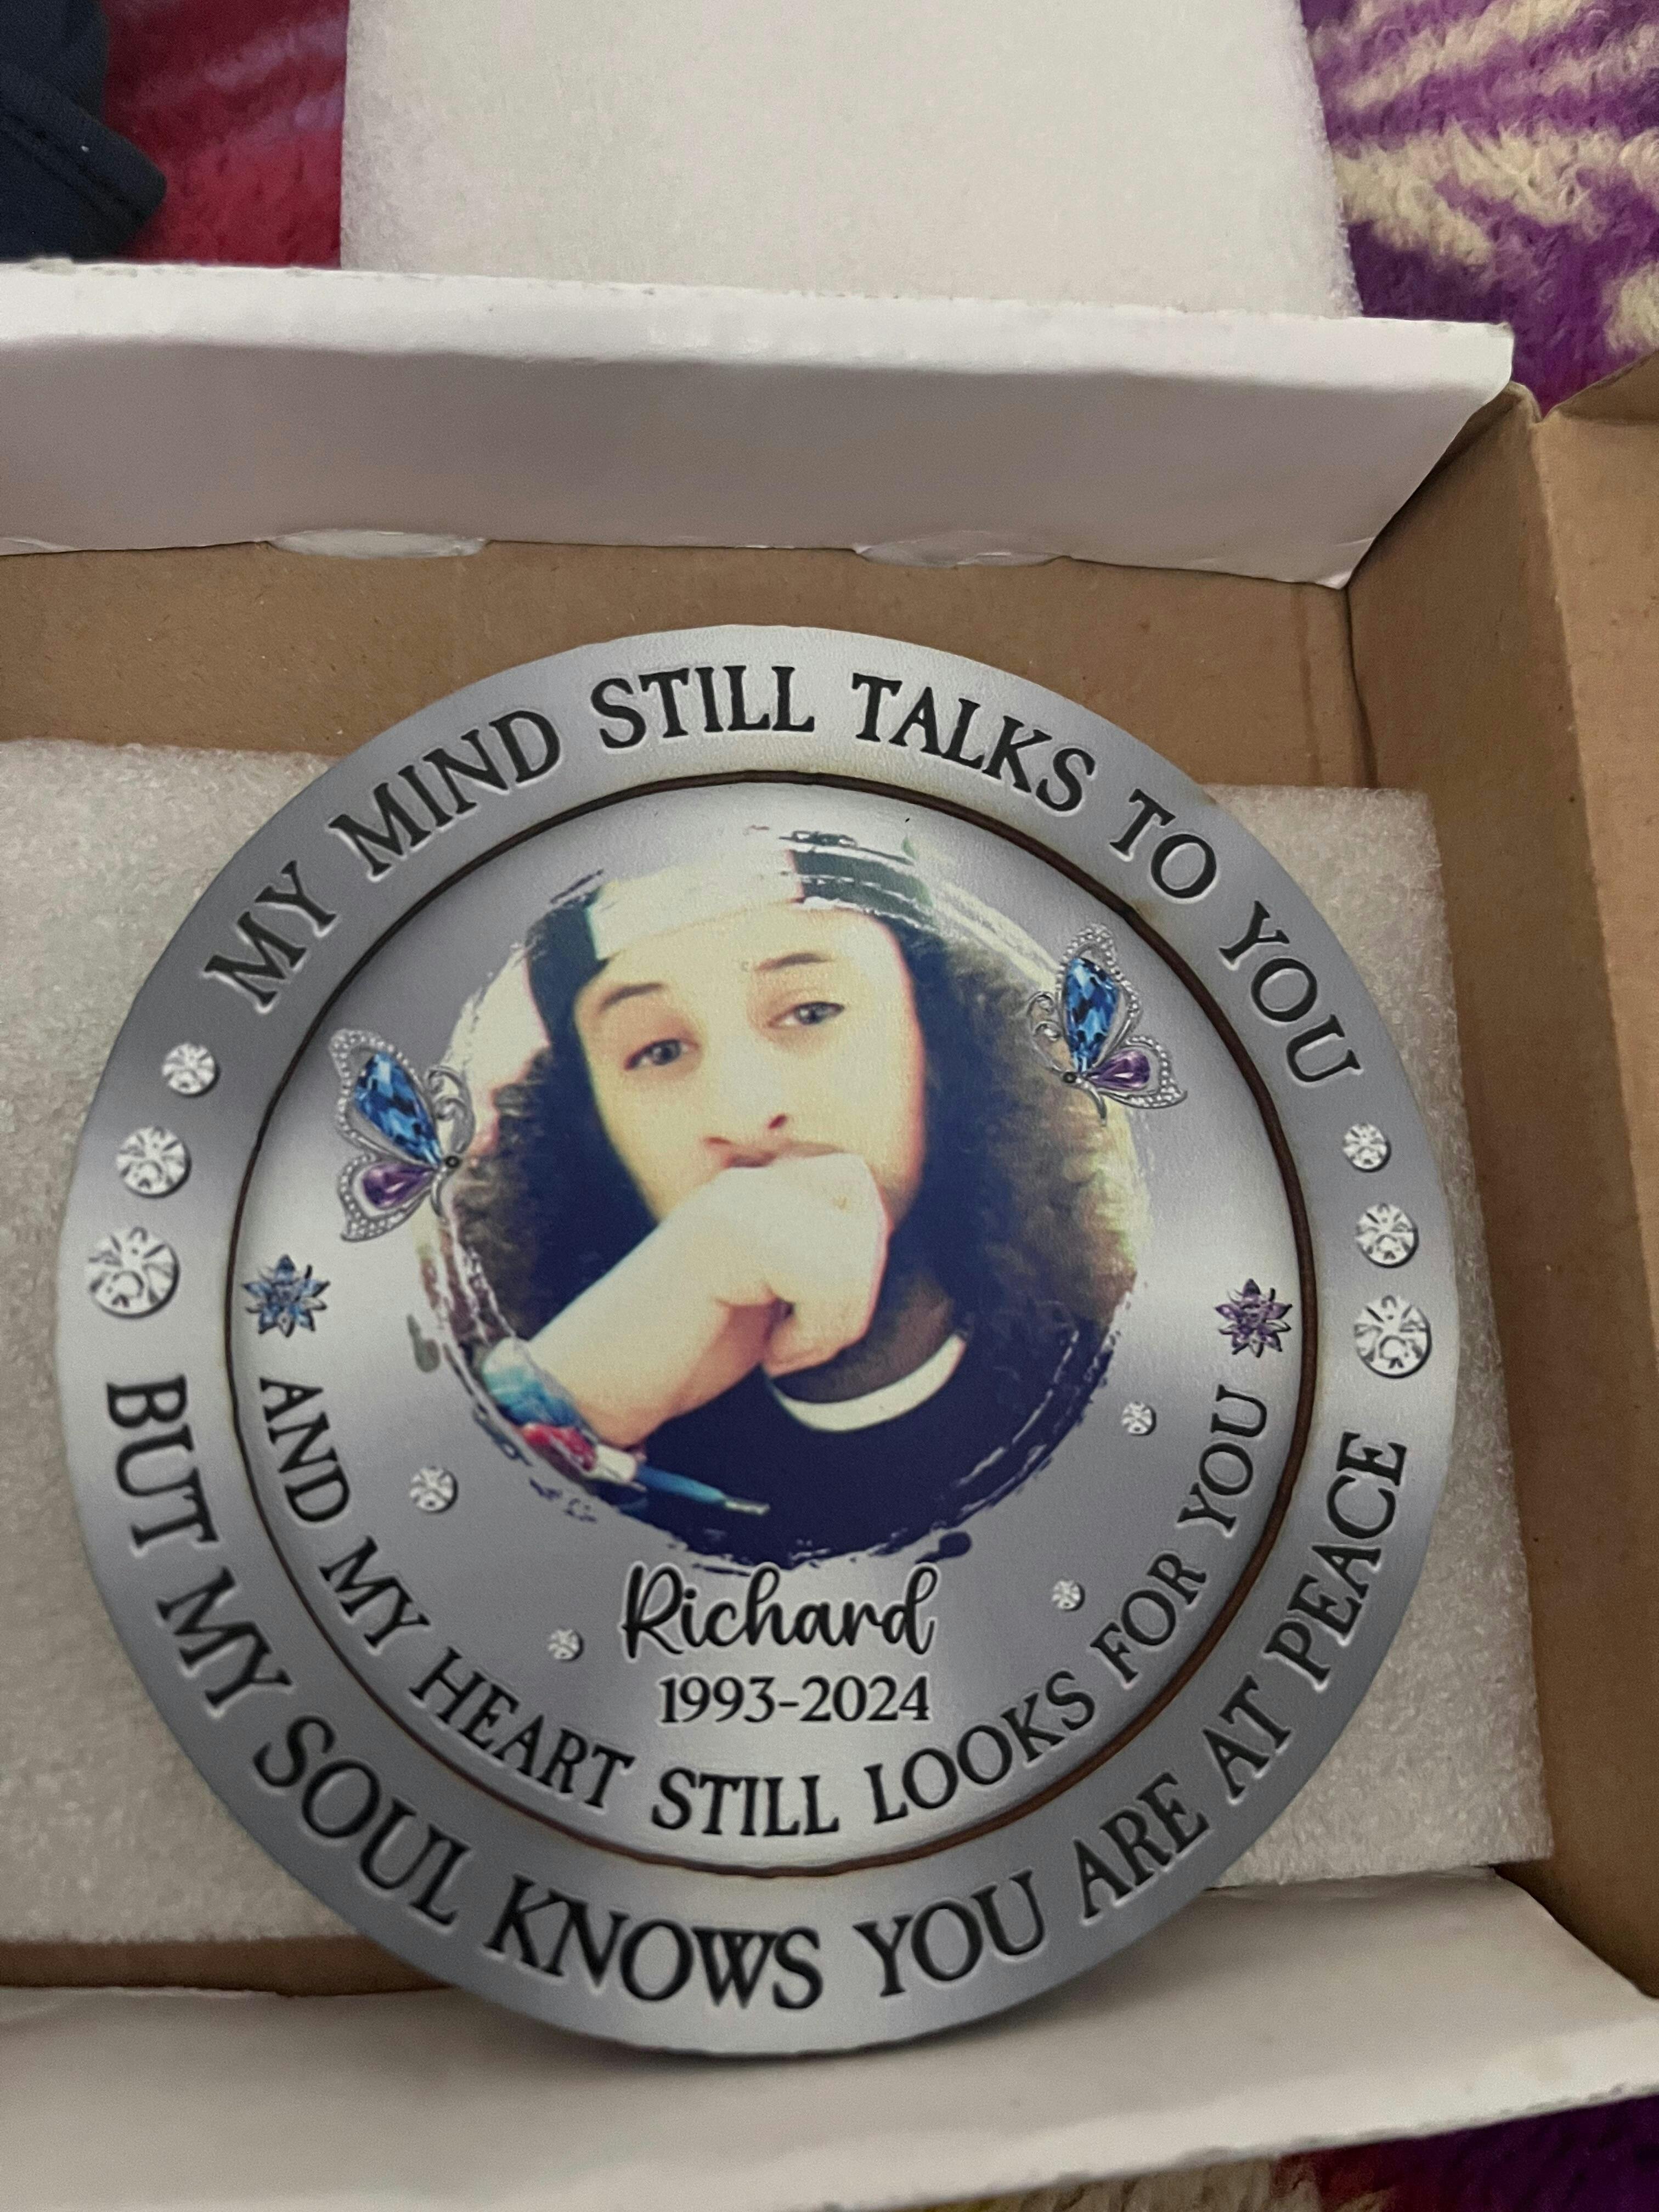 MY MIND STILL TALKS TO YOU
AND MY HEART STILL LOOKS FOR YOU
BUT MY SOUL KNOWS YOU ARE AT PEACE
Richard
1993-2024